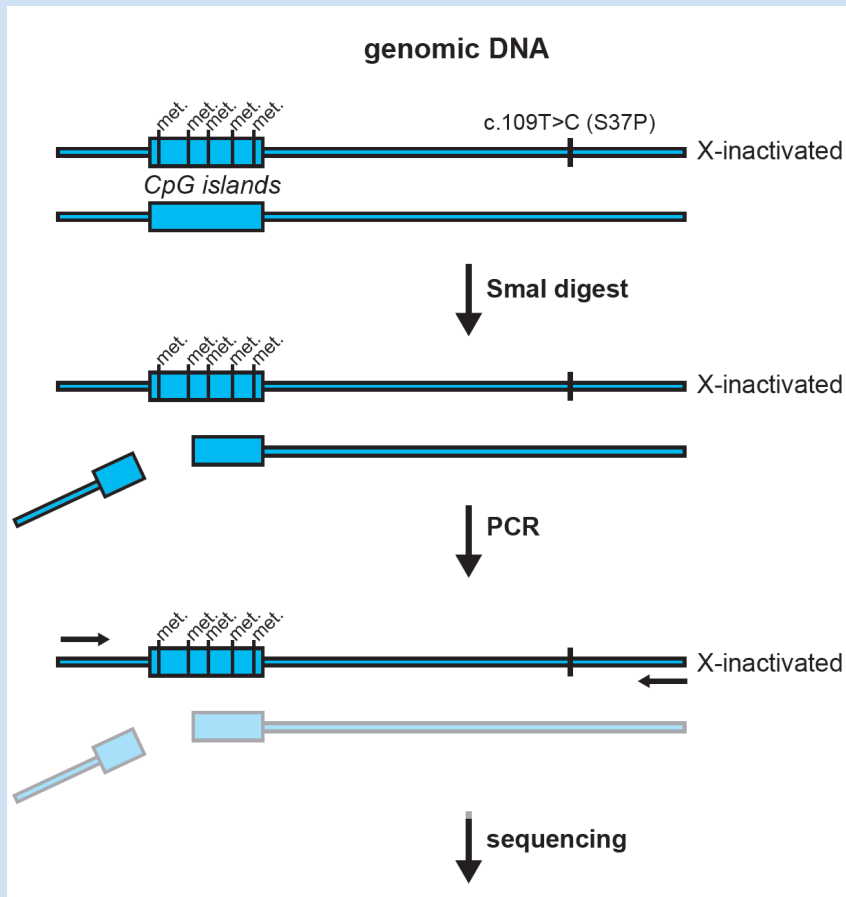 genomic DNA
met. met. met. met. met.
c.109T>C (S37P)
X-inactivated
CpG islands
SmaI digest
met. met. met. met. met.
X-inactivated
PCR
met. met. met. met. met.
X-inactivated
sequencing